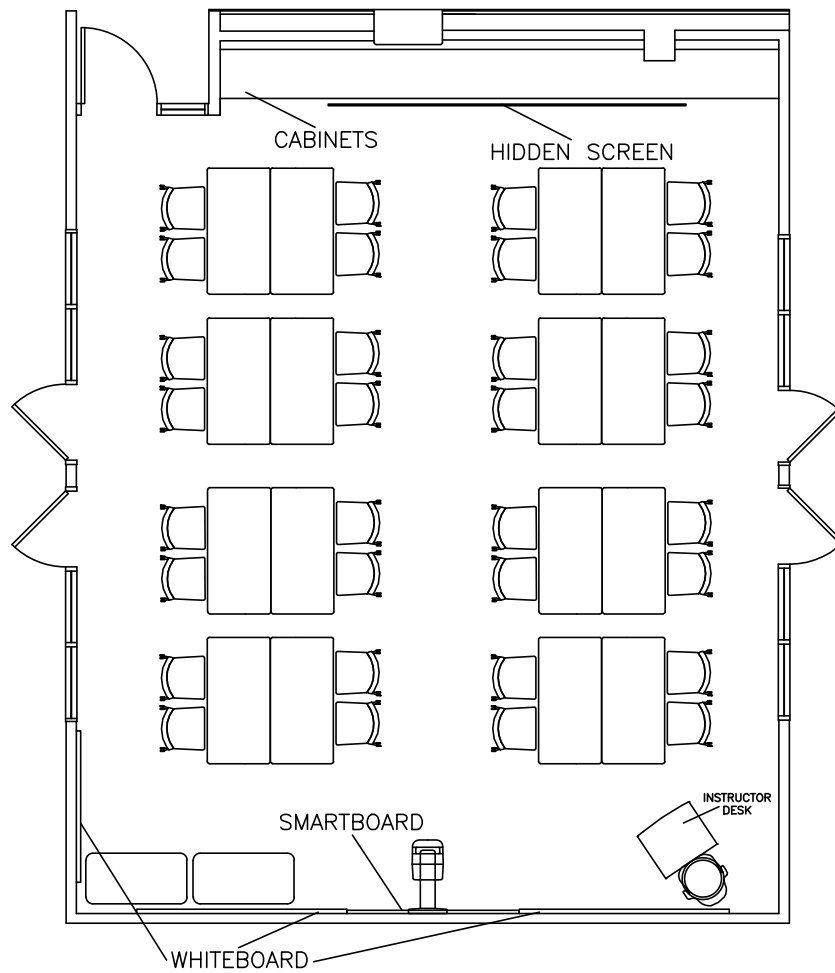 CABINETS
HIDDEN SCREEN
INSTRUCTOR
DESK
SMARTBOARD
WHITEBOARD